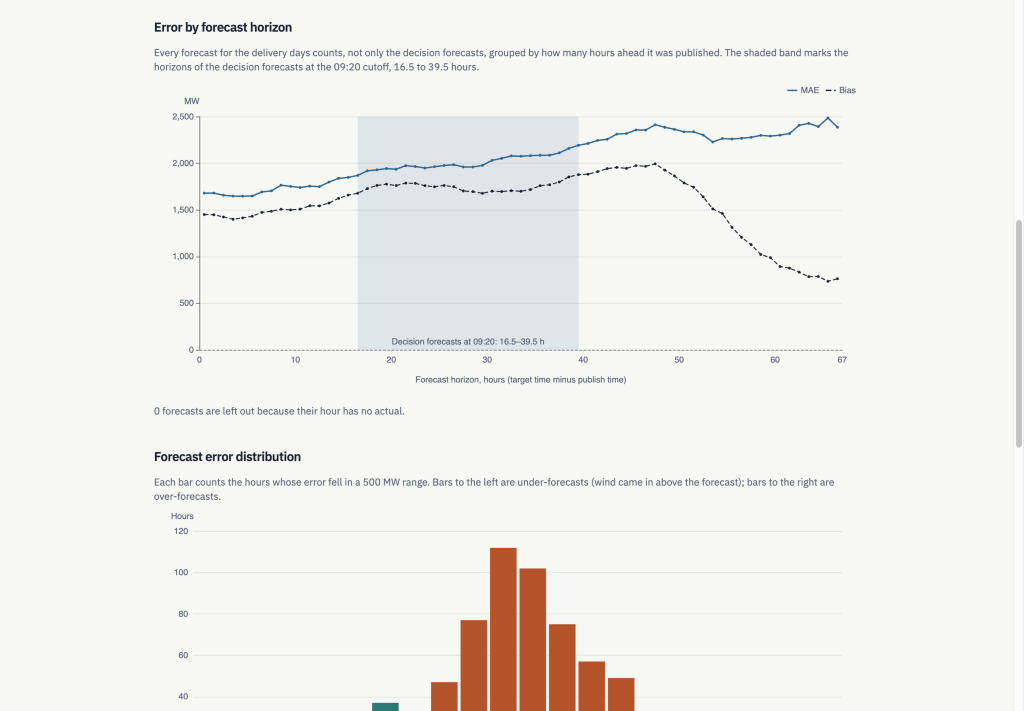 Error by forecast horizon
Every forecast for the delivery days counts, not only the decision forecasts, grouped by how many hours ahead it was published. The shaded band marks the
horizons of the decision forecasts at the 09:20 cutoff, 16.5 to 39.5 hours.
MAE Bias
MW
2,500
2,000
1,500
1,000
500
0
Decision forecasts at 09:20: 16.5–39.5 h
0 10 20 30 40 50 60 67
Forecast horizon, hours (target time minus publish time)
0 forecasts are left out because their hour has no actual.
Forecast error distribution
Each bar counts the hours whose error fell in a 500 MW range. Bars to the left are under-forecasts (wind came in above the forecast); bars to the right are
over-forecasts.
Hours
120
100
80
60
40